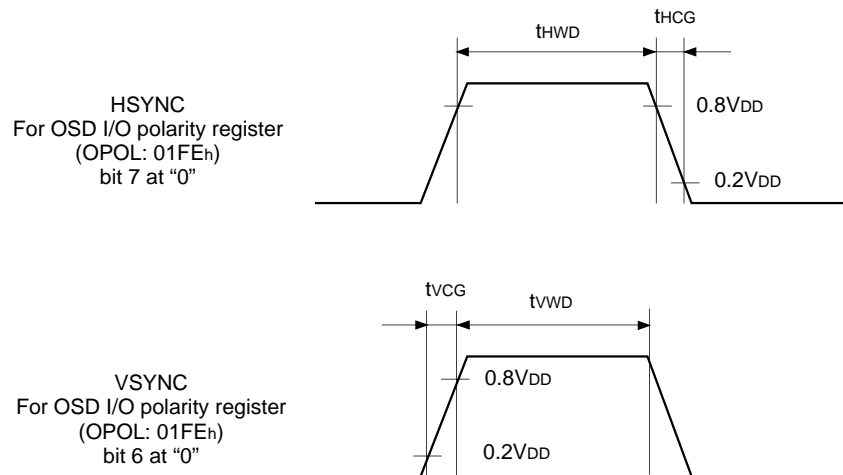 tHWD
tHCG
HSYNC
For OSD I/O polarity register
(OPOL: 01FEh)
bit 7 at “0”
0.8VDD
0.2VDD
tVCG
tVWD
VSYNC
For OSD I/O polarity register
(OPOL: 01FEh)
bit 6 at “0”
0.8VDD
0.2VDD